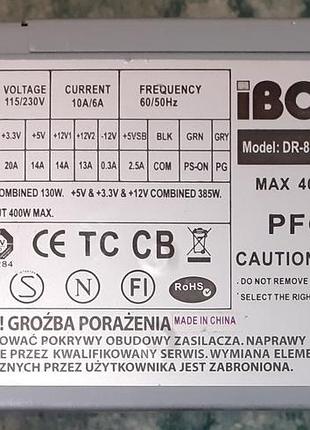 VOLTAGE CURRENT FREQUENCY
115/230V 10A/6A 60/50Hz
iBO
Model: DR-8
+3.3V +5V +12V1 +12V2 -12V +5VSB BLK GRN GRY
20A 14A 14A 13A 0.3A 2.5A COM PS-ON PG
MAX 40
COMBINED 130W. +5V & +3.3V & +12V COMBINED 385W.
UT 400W MAX.
PF
CE TC CB
284
CAUTION
S N FI RoHS
DO NOT REMOVE
SELECT THE RIGH
! GROŹBA PORAŻENIA MADE IN CHINA
OWAĆ POKRYWY OBUDOWY ZASILACZA. NAPRAWY
IE PRZEZ KWALIFIKOWANY SERWIS. WYMIANA ELEME
ZNYCH PRZEZ UŻYTKOWNIKA JEST ZABRONIONA.